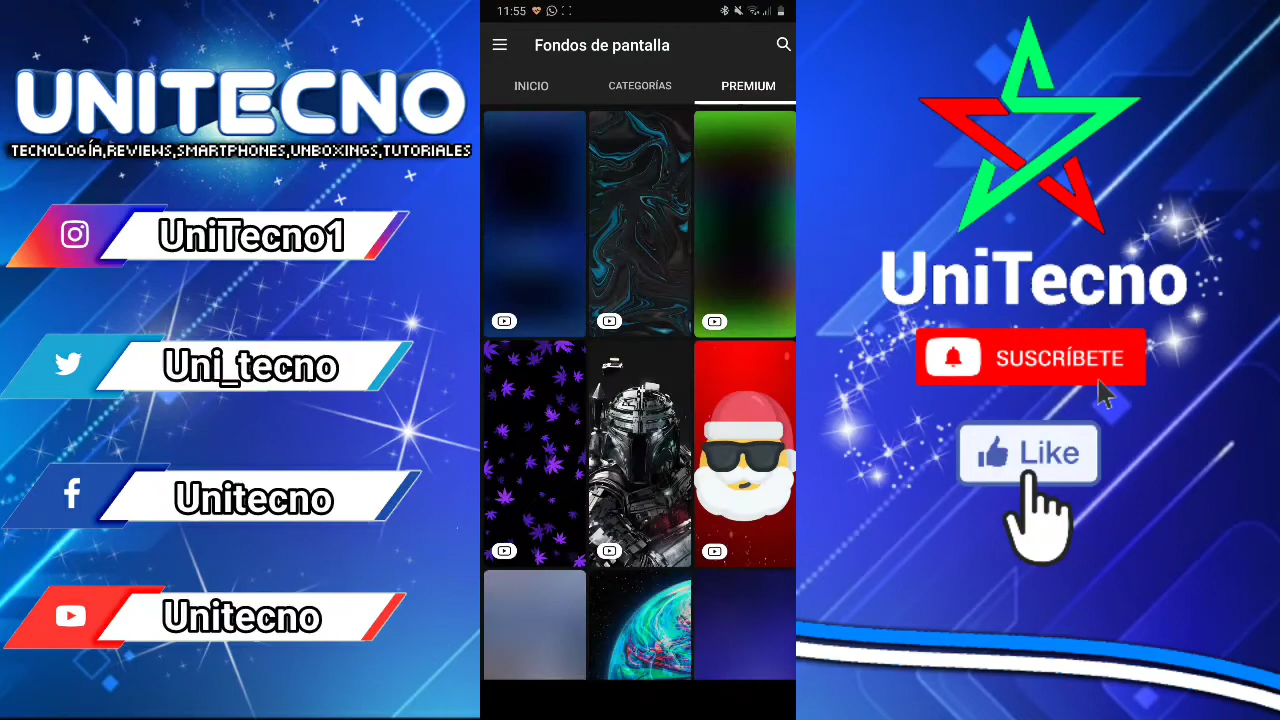 UNITECNO
TECNOLOGÍA,REVIEWS,SMARTPHONES,UNBOXINGS,TUTORIALES
UniTecno1
Uni_tecno
Unitecno
Unitecno
11:55
Fondos de pantalla
INICIO CATEGORÍAS PREMIUM
UniTecno
SUSCRÍBETE
Like